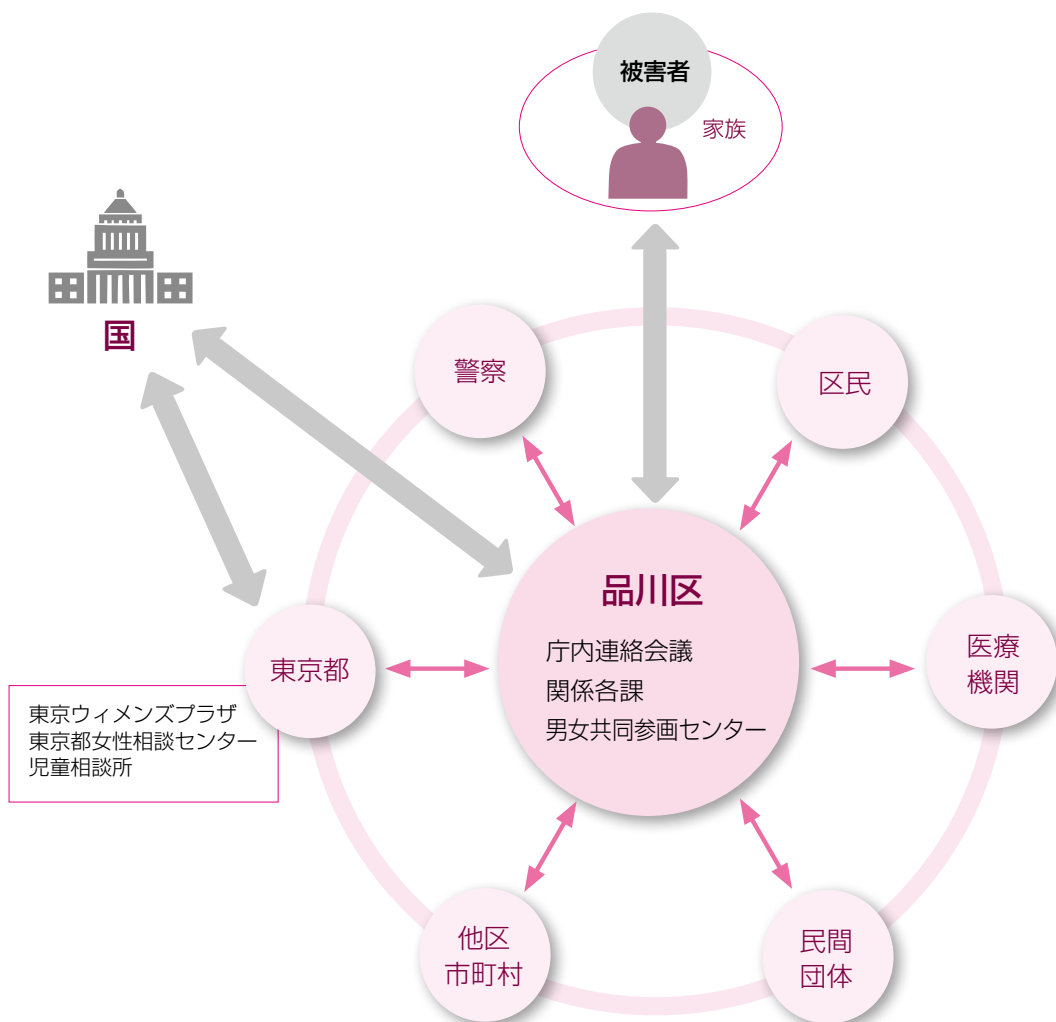 被害者
家族
国
警察
区民
品川区
庁内連絡会議
関係各課
男女共同参画センター
東京都
東京ウィメンズプラザ
東京都女性相談センター
児童相談所
医療
機関
他区
市町村
民間
団体